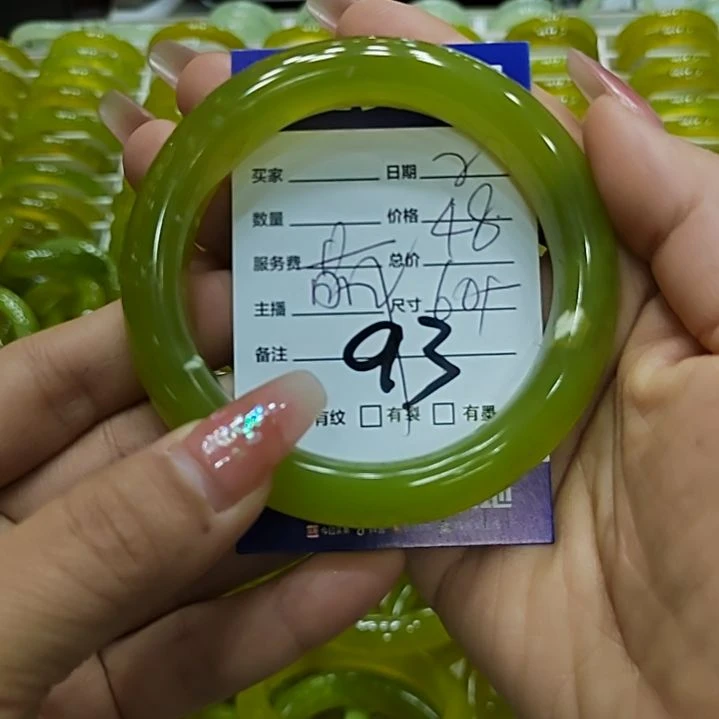 买家 日期 2
数量 价格 48
服务费 总价
主播 尺寸 60F
备注 93
有纹 有裂 有墨